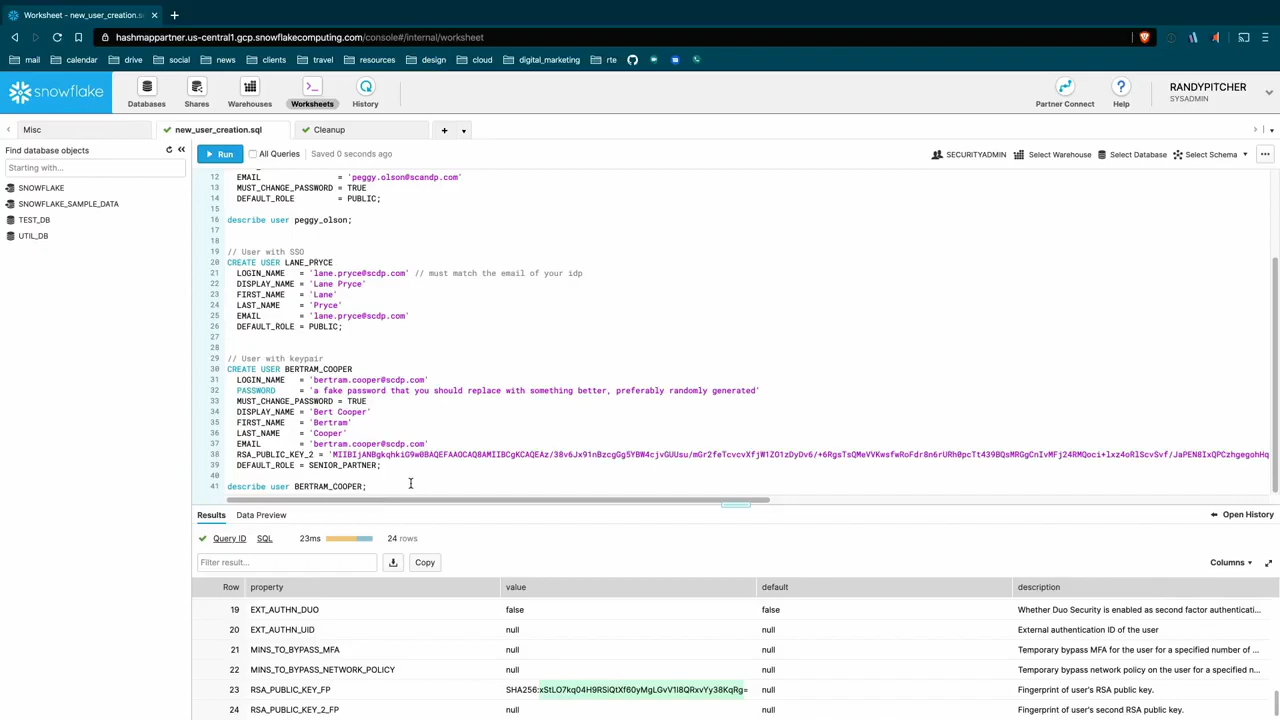 Worksheet - new_user_creation.s
hashmappartner.us-central1.gcp.snowflakecomputing.com/console#/internal/worksheet
mail calendar drive social news clients travel resources design cloud digital_marketing rte
snowflake
Databases Shares Warehouses Worksheets History Partner Connect Help
RANDYPITCHER
SYSADMIN
Misc new_user_creation.sql Cleanup
Find database objects
Starting with...
SNOWFLAKE
SNOWFLAKE_SAMPLE_DATA
TEST_DB
UTIL_DB
Run All Queries Saved 0 seconds ago SECURITYADMIN Select Warehouse Select Database Select Schema
12 EMAIL = 'peggy.olson@scandp.com'
13 MUST_CHANGE_PASSWORD = TRUE
14 DEFAULT_ROLE = PUBLIC;
15
16 describe user peggy_olson;
17
18
19 // User with SSO
20 CREATE USER LANE_PRYCE
21 LOGIN_NAME = 'lane.pryce@scdp.com' // must match the email of your idp
22 DISPLAY_NAME = 'Lane Pryce'
23 FIRST_NAME = 'Lane'
24 LAST_NAME = 'Pryce'
25 EMAIL = 'lane.pryce@scdp.com'
26 DEFAULT_ROLE = PUBLIC;
27
28
29 // User with keypair
30 CREATE USER BERTRAM_COOPER
31 LOGIN_NAME = 'bertram.cooper@scdp.com'
32 PASSWORD = 'a fake password that you should replace with something better, preferably randomly generated'
33 MUST_CHANGE_PASSWORD = TRUE
34 DISPLAY_NAME = 'Bert Cooper'
35 FIRST_NAME = 'Bertram'
36 LAST_NAME = 'Cooper'
37 EMAIL = 'bertram.cooper@scdp.com'
38 RSA_PUBLIC_KEY_2 =
39 DEFAULT_ROLE = SENIOR_PARTNER;
40
41 describe user BERTRAM_COOPER;
Results Data Preview Open History
Query ID SQL 23ms 24 rows
Filter result... Copy Columns
Row property value default description
19 EXT_AUTHN_DUO false false Whether Duo Security is enabled as second factor authenticati...
20 EXT_AUTHN_UID null null External authentication ID of the user
21 MINS_TO_BYPASS_MFA null null Temporary bypass MFA for the user for a specified number of ...
22 MINS_TO_BYPASS_NETWORK_POLICY null null Temporary bypass network policy on the user for a specified n...
23 RSA_PUBLIC_KEY_FP SHA256:xStLO7kq04H9RSiQtXf60yMgLGvV1I8QRxvYy38KqRg= null Fingerprint of user's RSA public key.
24 RSA_PUBLIC_KEY_2_FP null null Fingerprint of user's second RSA public key.